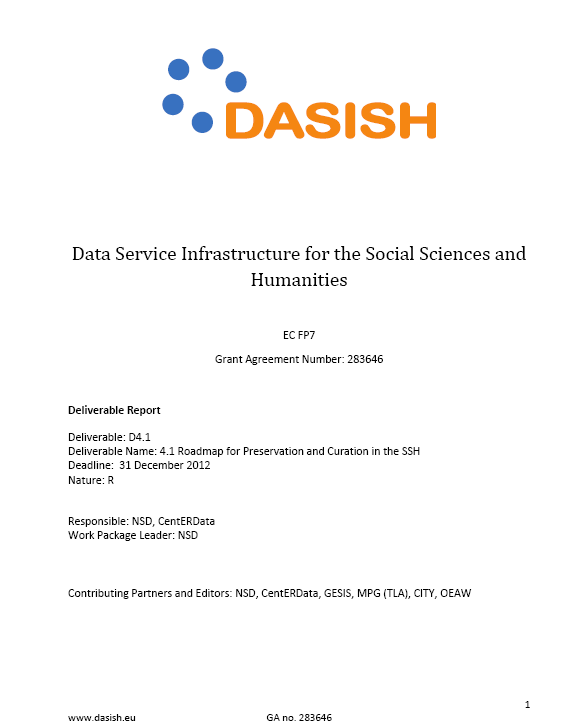 DASISH
Data Service Infrastructure for the Social Sciences and
Humanities
EC FP7
Grant Agreement Number: 283646
Deliverable Report
Deliverable: D4.1
Deliverable Name: 4.1 Roadmap for Preservation and Curation in the SSH
Deadline: 31 December 2012
Nature: R
Responsible: NSD, CentERData
Work Package Leader: NSD
Contributing Partners and Editors: NSD, CentERData, GESIS, MPG (TLA), CITY, OEAW
1
www.dasish.eu GA no. 283646